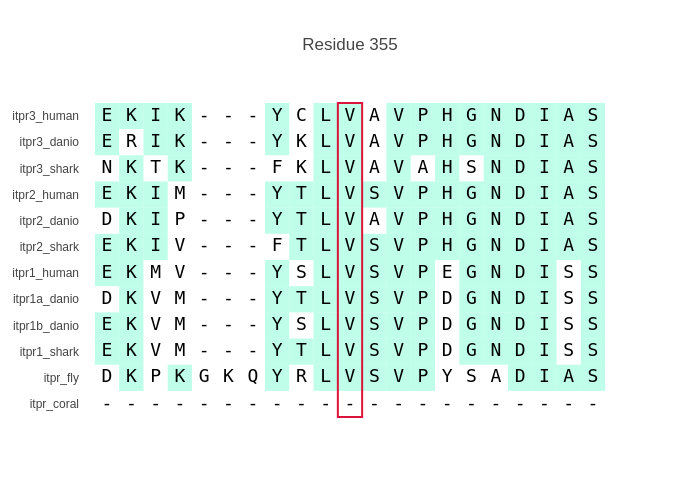 Residue 355
itpr3_human E K I K - - - Y C L V A V P H G N D I A S
itpr3_danio E R I K - - - Y K L V A V P H G N D I A S
itpr3_shark N K T K - - - F K L V A V A H S N D I A S
itpr2_human E K I M - - - Y T L V S V P H G N D I A S
itpr2_danio D K I P - - - Y T L V A V P H G N D I A S
itpr2_shark E K I V - - - F T L V S V P H G N D I A S
itpr1_human E K M V - - - Y S L V S V P E G N D I S S
itpr1a_danio D K V M - - - Y T L V S V P D G N D I S S
itpr1b_danio E K V M - - - Y S L V S V P D G N D I S S
itpr1_shark E K V M - - - Y T L V S V P D G N D I S S
itpr_fly D K P K G K Q Y R L V S V P Y S A D I A S
itpr_coral - - - - - - - - - - - - - - - - - - - - -